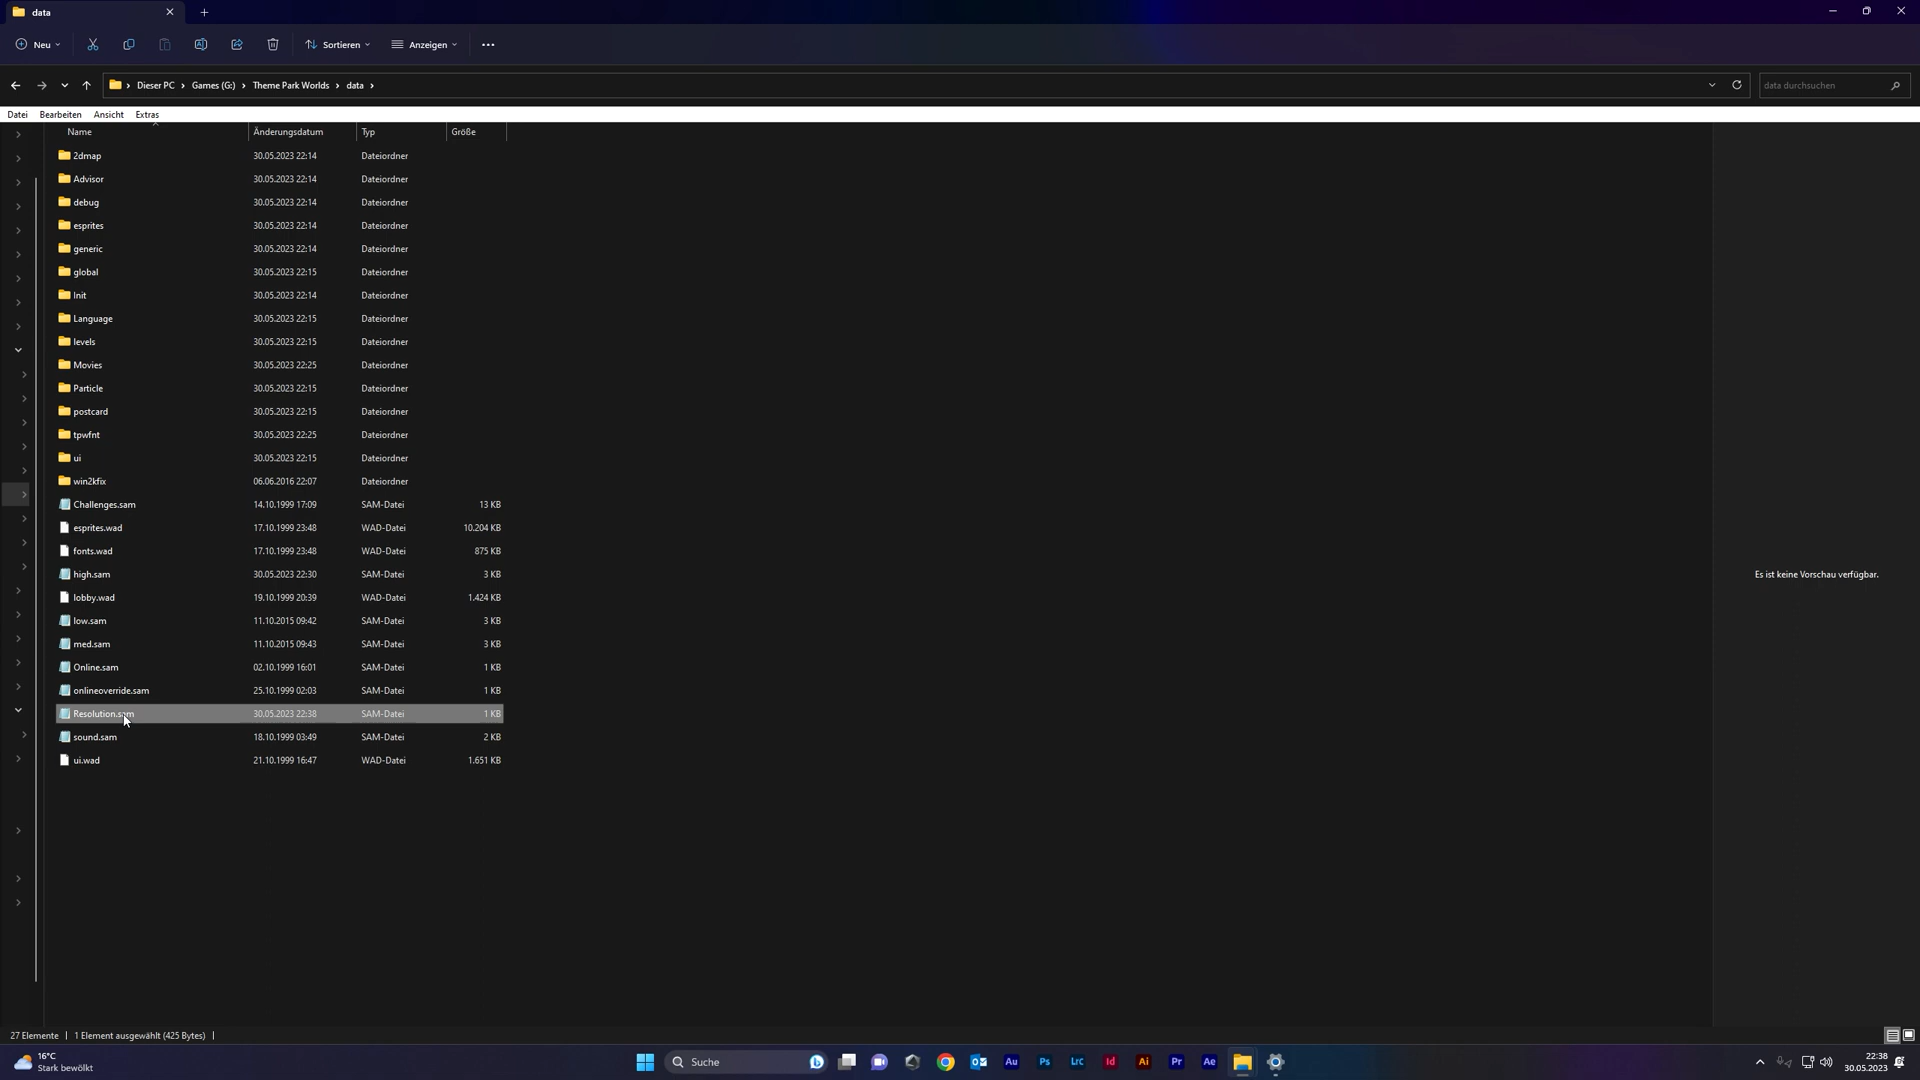 data
Neu
Sortieren
Anzeigen
Dieser PC > Games (G:) > Theme Park Worlds > data >
data durchsuchen
Datei Bearbeiten Ansicht Extras
Name Änderungsdatum Typ Größe
2dmap 30.05.2023 22:14 Dateiordner
Advisor 30.05.2023 22:14 Dateiordner
debug 30.05.2023 22:14 Dateiordner
esprites 30.05.2023 22:14 Dateiordner
generic 30.05.2023 22:14 Dateiordner
global 30.05.2023 22:15 Dateiordner
Init 30.05.2023 22:14 Dateiordner
Language 30.05.2023 22:15 Dateiordner
levels 30.05.2023 22:15 Dateiordner
Movies 30.05.2023 22:25 Dateiordner
Particle 30.05.2023 22:15 Dateiordner
postcard 30.05.2023 22:15 Dateiordner
tpwfnt 30.05.2023 22:25 Dateiordner
ui 30.05.2023 22:15 Dateiordner
win2kfix 06.06.2016 22:07 Dateiordner
Challenges.sam 14.10.1999 17:09 SAM-Datei 13 KB
esprites.wad 17.10.1999 23:48 WAD-Datei 10.204 KB
fonts.wad 17.10.1999 23:48 WAD-Datei 875 KB
high.sam 30.05.2023 22:30 SAM-Datei 3 KB
lobby.wad 19.10.1999 20:39 WAD-Datei 1.424 KB
low.sam 11.10.2015 09:42 SAM-Datei 3 KB
med.sam 11.10.2015 09:43 SAM-Datei 3 KB
Online.sam 02.10.1999 16:01 SAM-Datei 1 KB
onlineoverride.sam 25.10.1999 02:03 SAM-Datei 1 KB
Resolution.sam 30.05.2023 22:38 SAM-Datei 1 KB
sound.sam 18.10.1999 03:49 SAM-Datei 2 KB
ui.wad 21.10.1999 16:47 WAD-Datei 1.651 KB
Es ist keine Vorschau verfügbar.
27 Elemente 1 Element ausgewählt (425 Bytes)
16°C
Stark bewölkt
Suche
Au Ps Lrc Id Ai Pr Ae
22:38
30.05.2023